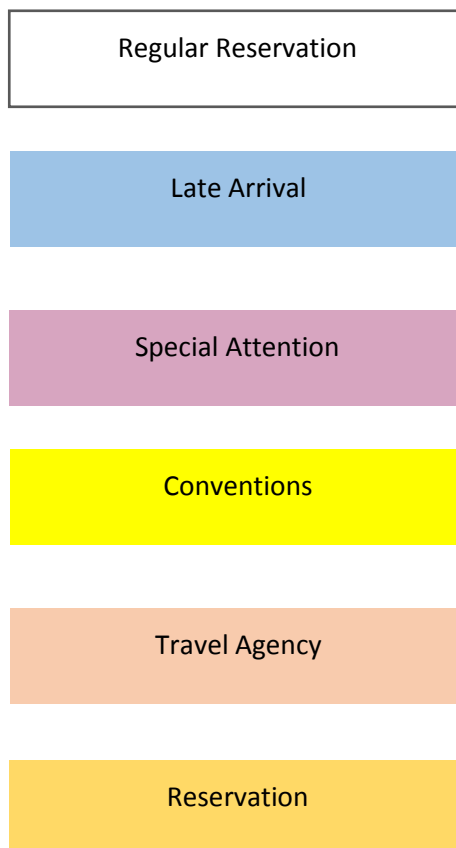 Regular Reservation
Late Arrival
Special Attention
Conventions
Travel Agency
Reservation